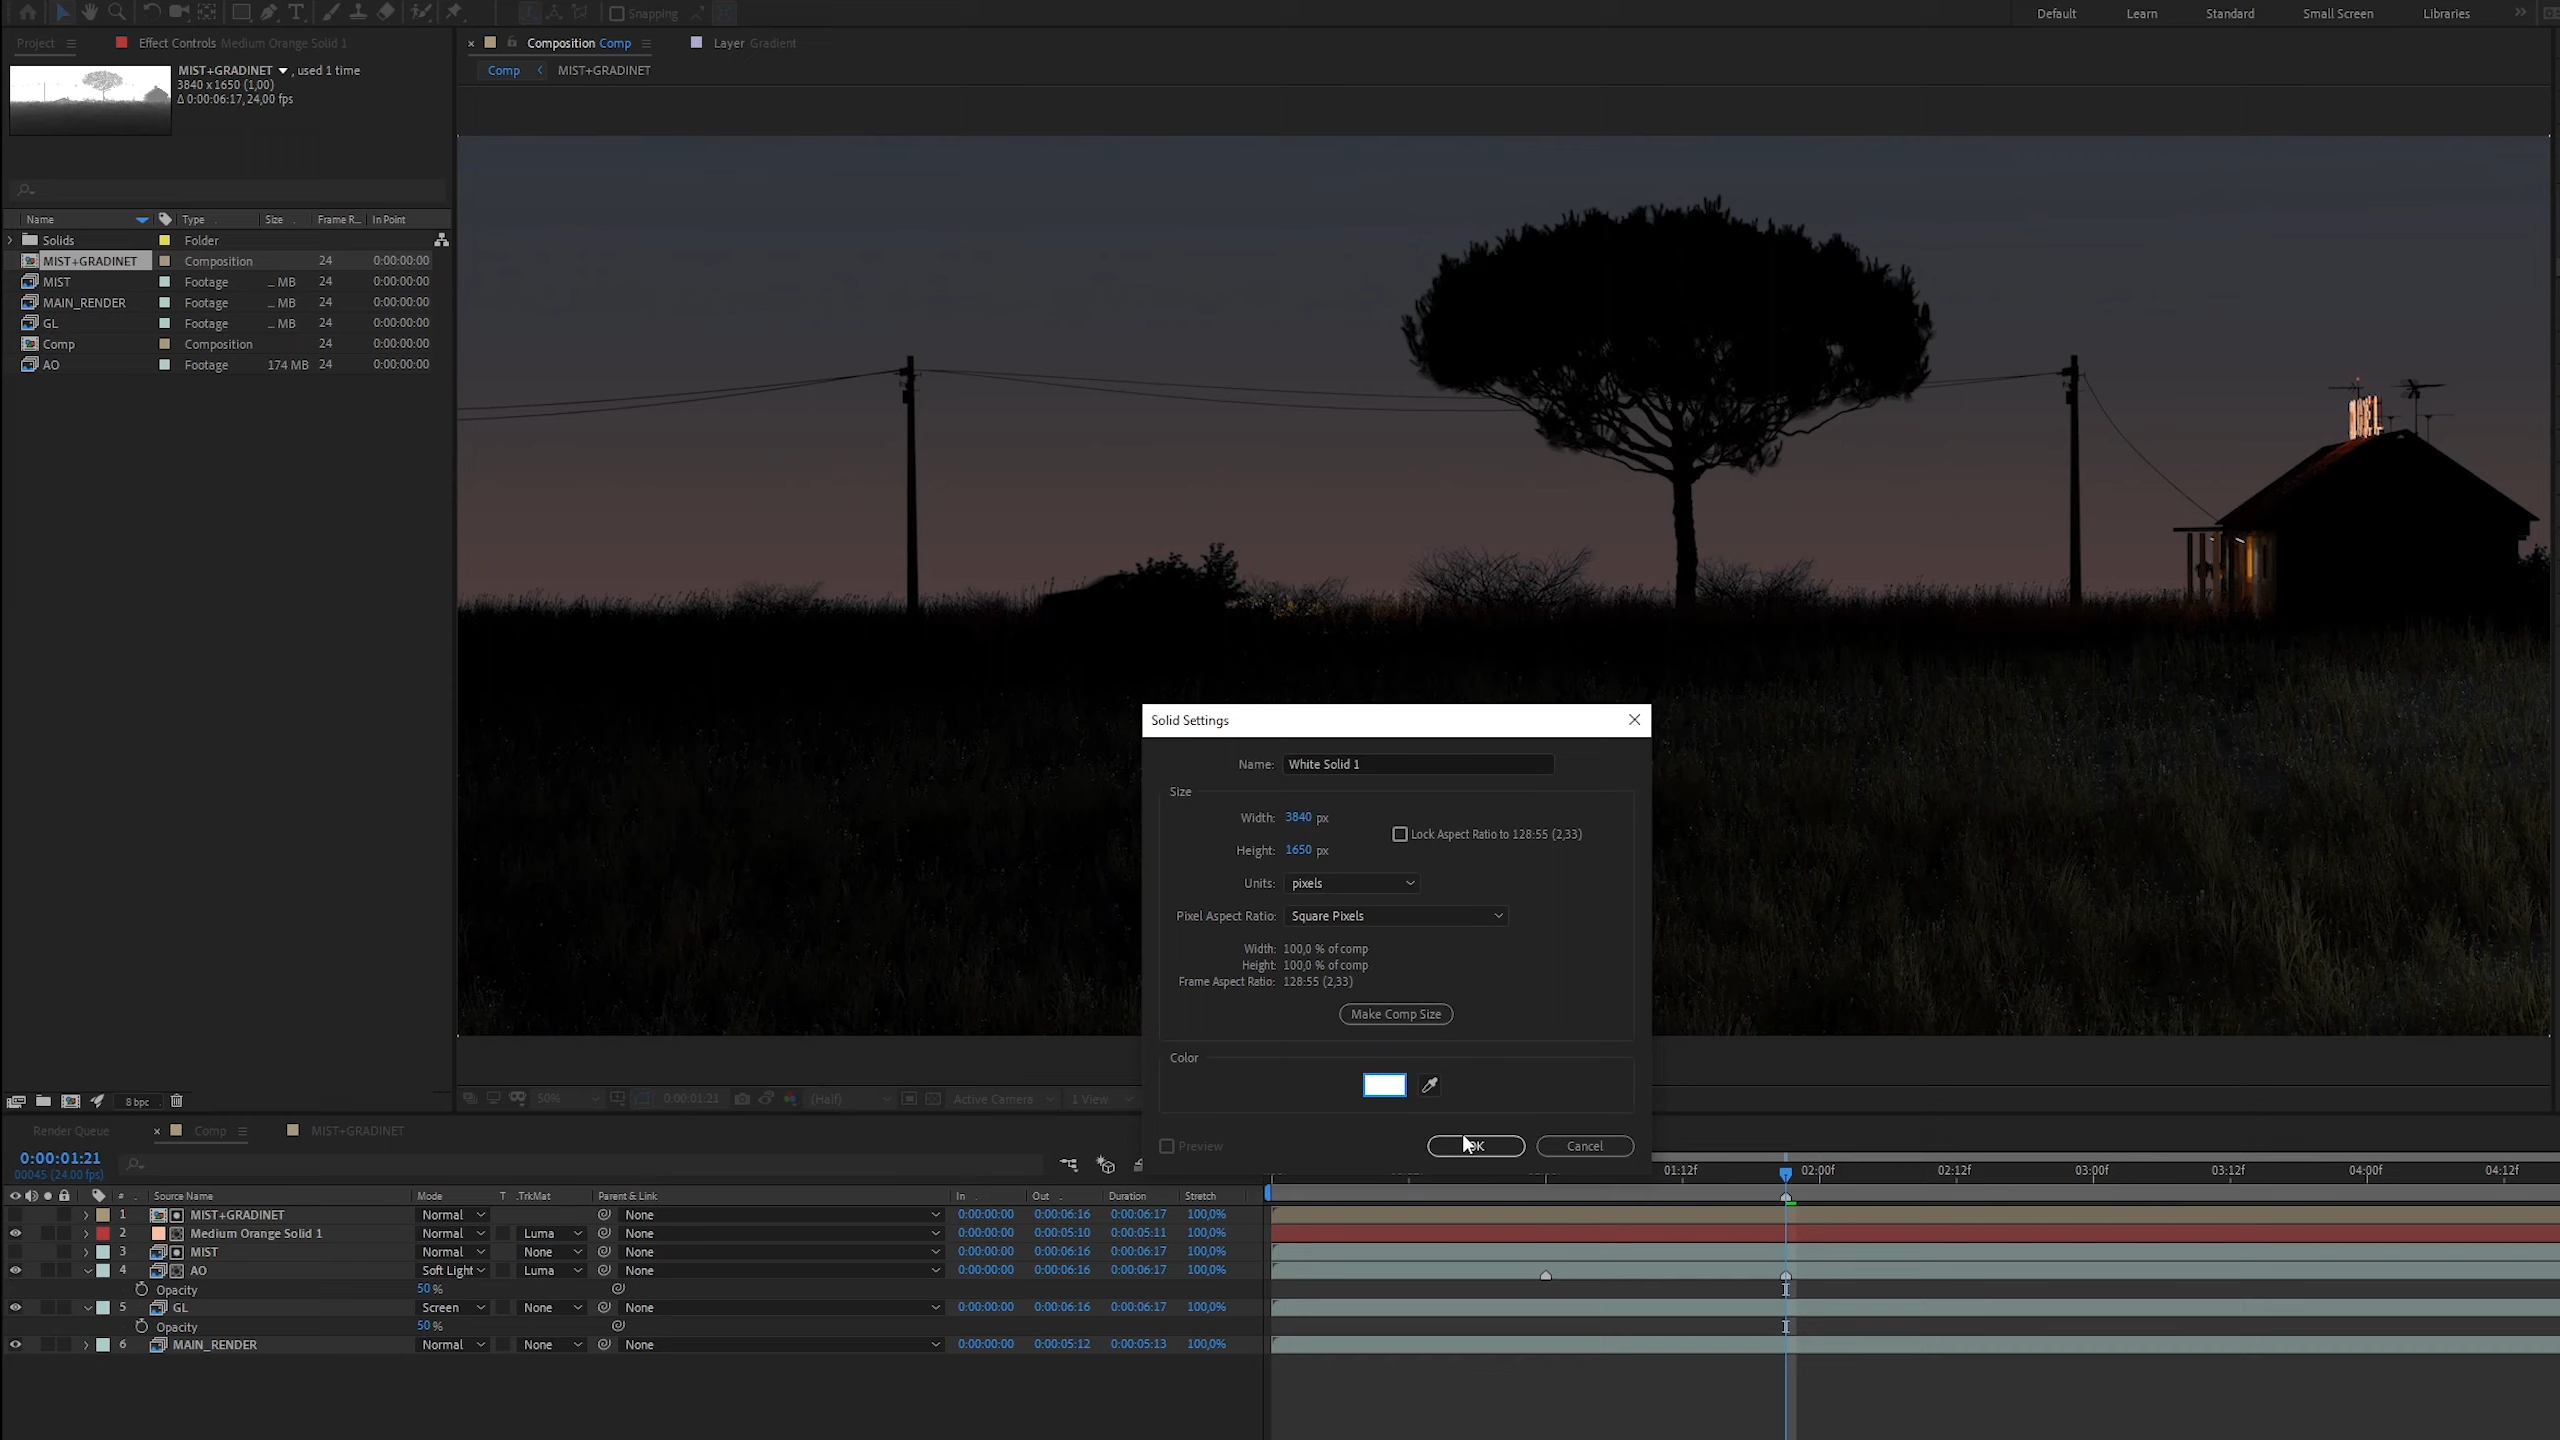 Snapping
Default Learn Standard Small Screen Libraries
Project Effect Controls Medium Orange Solid 1 Composition Comp Layer Gradient
MIST+GRADINET , used 1 time
3840 x 1650 (1,00)
Δ 0:00:06:17, 24,00 fps
Comp MIST+GRADINET
Name Type Size Frame R... In Point
Solids Folder
MIST+GRADINET Composition 24 0:00:00:00
MIST Footage ... MB 24 0:00:00:00
MAIN_RENDER Footage ... MB 24 0:00:00:00
GL Footage ... MB 24 0:00:00:00
Comp Composition 24 0:00:00:00
AO Footage 174 MB 24 0:00:00:00
Solid Settings
Name: White Solid 1
Size
Width: 3840 px
Lock Aspect Ratio to 128:55 (2,33)
Height: 1650 px
Units: pixels
Pixel Aspect Ratio: Square Pixels
Width: 100,0 % of comp
Height: 100,0 % of comp
Frame Aspect Ratio: 128:55 (2,33)
Make Comp Size
Color
Preview Cancel
8 bpc
50% 0:00:01:21 (Half) Active Camera 1 View
Render Queue Comp MIST+GRADINET
0:00:01:21
00045 (24.00 fps)
01:12f 02:00f 02:12f 03:00f 03:12f 04:00f 04:12f
# Source Name Mode T .TrkMat Parent & Link In Out Duration Stretch
1 MIST+GRADINET Normal None 0:00:00:00 0:00:06:16 0:00:06:17 100,0%
2 Medium Orange Solid 1 Normal Luma None 0:00:00:00 0:00:05:10 0:00:05:11 100,0%
3 MIST Normal None None 0:00:00:00 0:00:06:16 0:00:06:17 100,0%
4 AO Soft Light Luma None 0:00:00:00 0:00:06:16 0:00:06:17 100,0%
Opacity 50 %
5 GL Screen None None 0:00:00:00 0:00:06:16 0:00:06:17 100,0%
Opacity 50 %
6 MAIN_RENDER Normal None None 0:00:00:00 0:00:05:12 0:00:05:13 100,0%